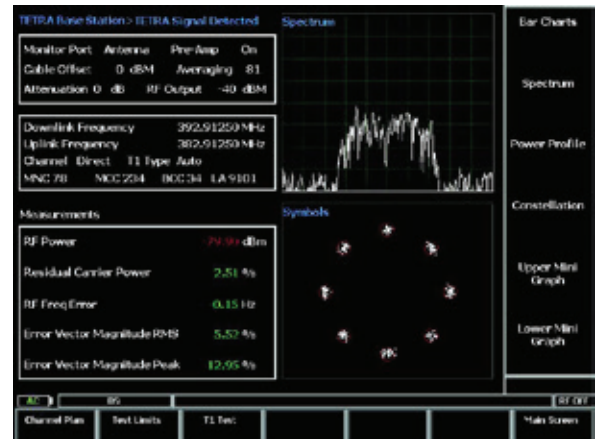 TETRA Base Station > TETRA Signal Detected
Monitor Port Antenna Pre-Amp On
Cable Offset 0 dBM Averaging 81
Attenuation 0 dB RF Output -40 dBM
Downlink Frequency 392.91250 MHz
Uplink Frequency 382.91250 MHz
Channel Direct T1 Type Auto
MNC 78 MCC 234 BCC 34 LA 9101
Measurements
RF Power dBm
Residual Carrier Power 2.51 %
RF Freq Error 0.15 Hz
Error Vector Magnitude RMS 5.52 %
Error Vector Magnitude Peak 12.95 %
Spectrum
Symbols
Bar Charts
Spectrum
Power Profile
Constellation
Upper Mini
Graph
Lower Mini
Graph
AC
RF OFF
Channel Plan
Test Limits
T1 Test
Main Screen